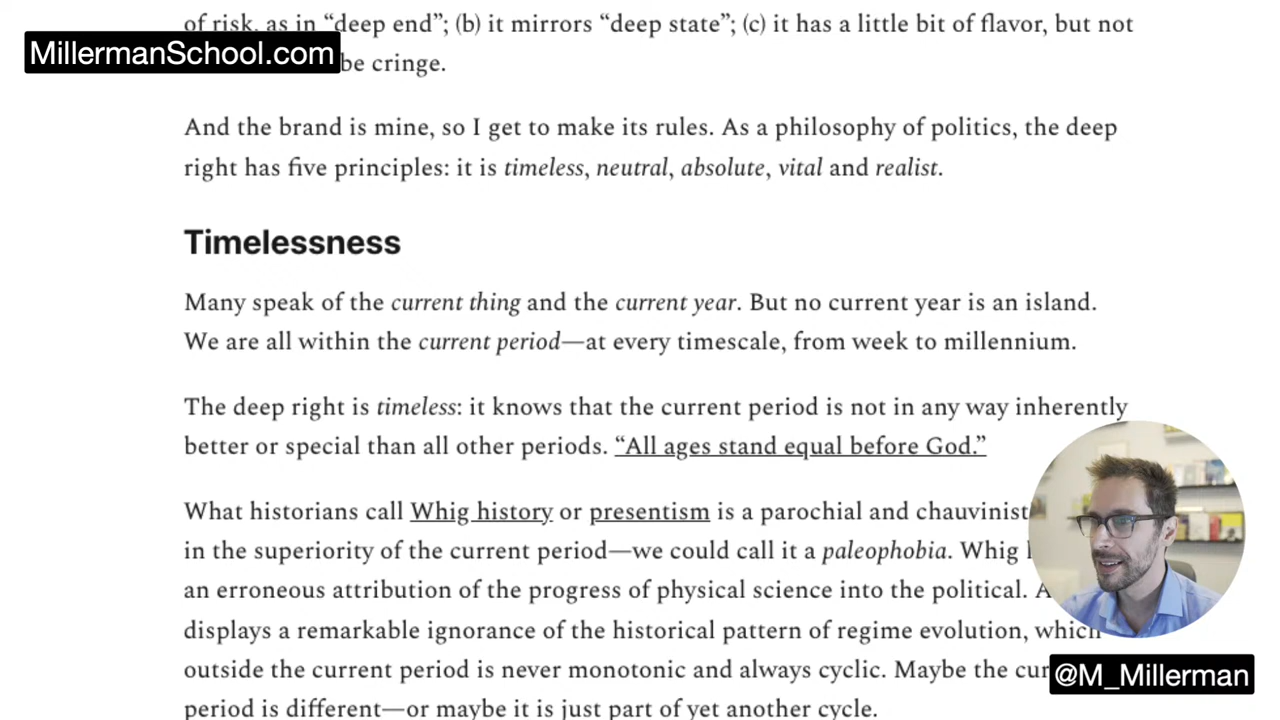 of risk, as in “deep end”; (b) it mirrors “deep state”; (c) it has a little bit of flavor, but not
MillermanSchool.com
be cringe.
And the brand is mine, so I get to make its rules. As a philosophy of politics, the deep
right has five principles: it is timeless, neutral, absolute, vital and realist.
Timelessness
Many speak of the current thing and the current year. But no current year is an island.
We are all within the current period—at every timescale, from week to millennium.
The deep right is timeless: it knows that the current period is not in any way inherently
better or special than all other periods. “All ages stand equal before God.”
What historians call Whig history or presentism is a parochial and chauvinist
in the superiority of the current period—we could call it a paleophobia. Whig
an erroneous attribution of the progress of physical science into the political.
displays a remarkable ignorance of the historical pattern of regime evolution, which
outside the current period is never monotonic and always cyclic. Maybe the
@M_Millerman
period is different—or maybe it is just part of yet another cycle.